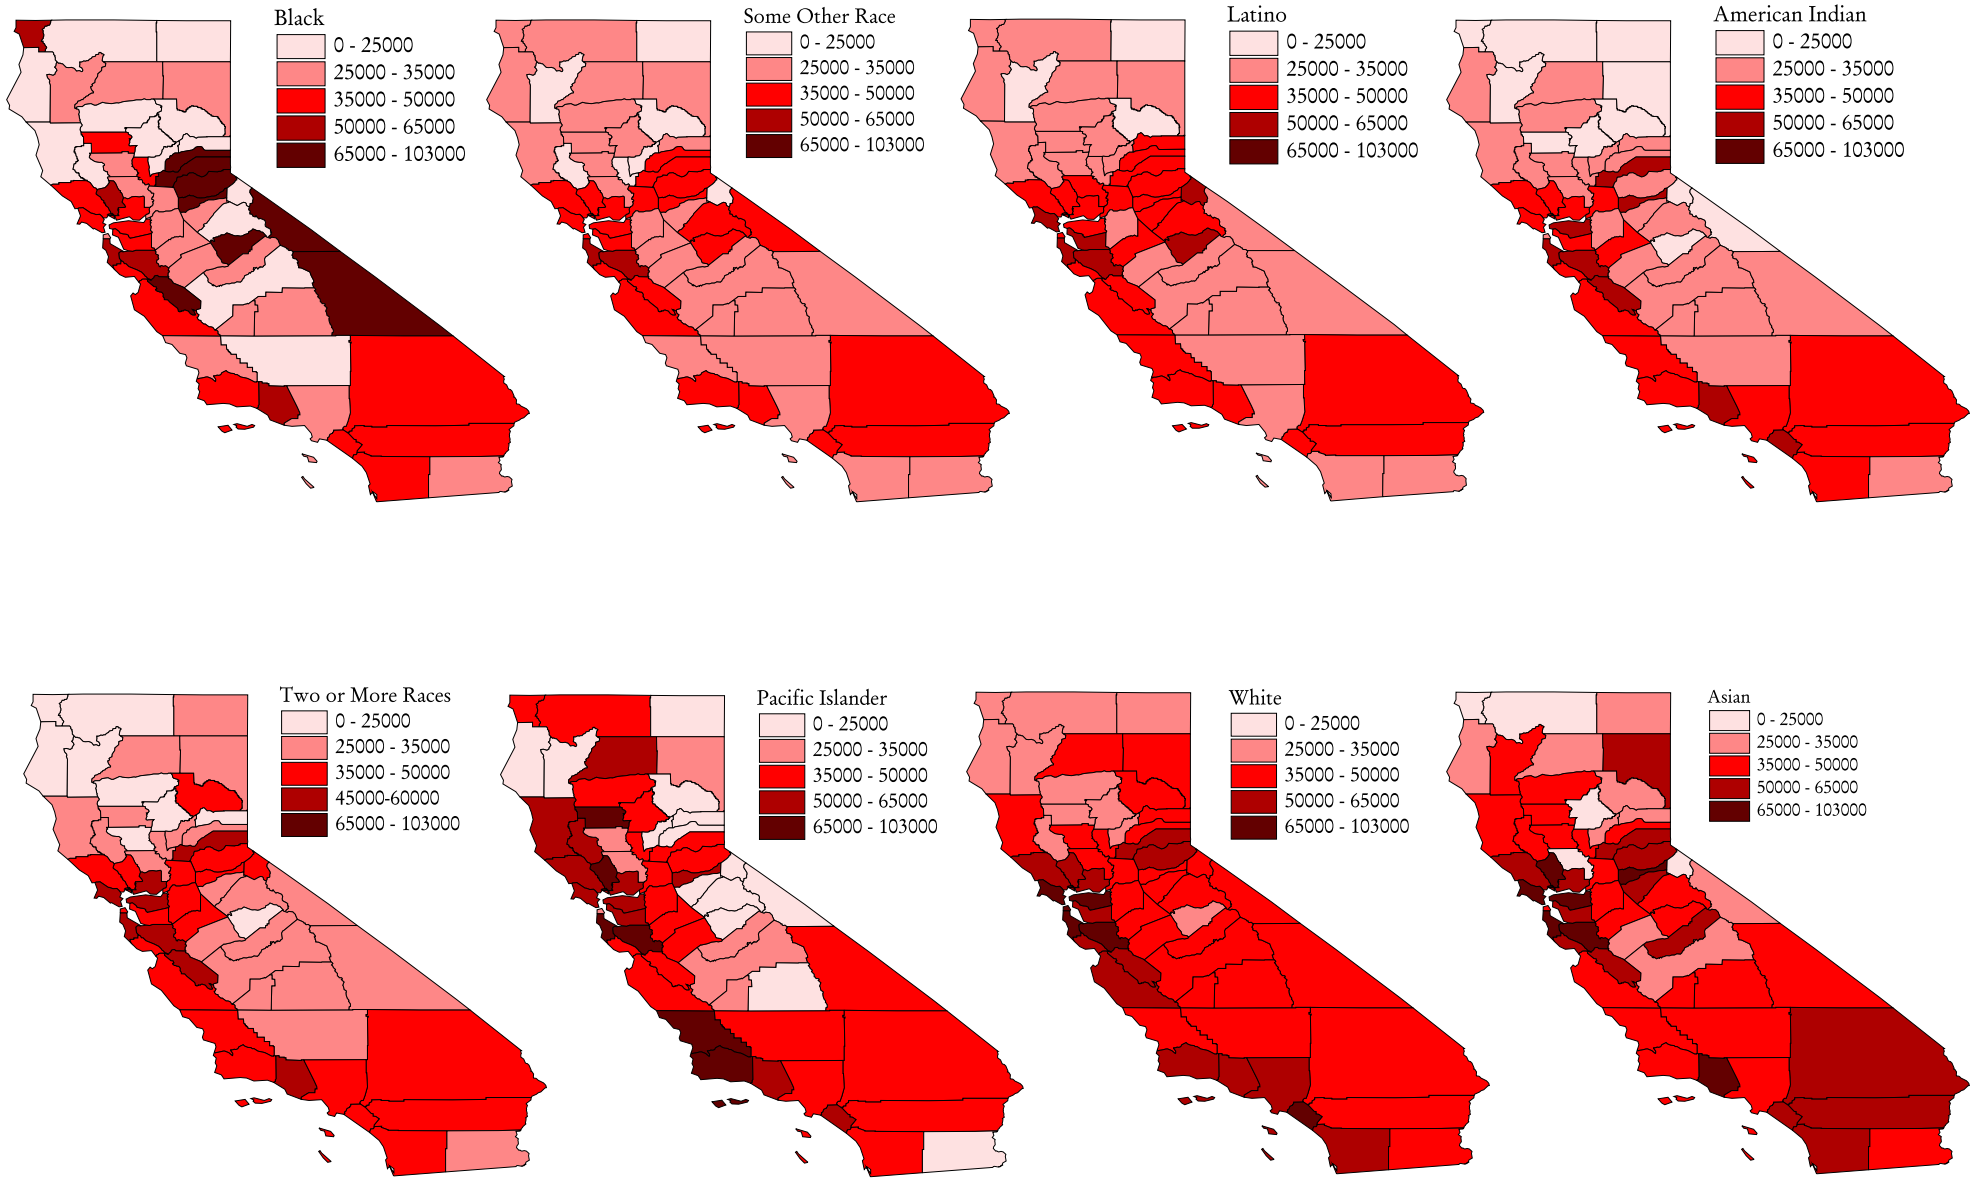 Black
0 - 25000
25000 - 35000
35000 - 50000
50000 - 65000
65000 - 103000
Some Other Race
0 - 25000
25000 - 35000
35000 - 50000
50000 - 65000
65000 - 103000
Latino
0 - 25000
25000 - 35000
35000 - 50000
50000 - 65000
65000 - 103000
American Indian
0 - 25000
25000 - 35000
35000 - 50000
50000 - 65000
65000 - 103000
Two or More Races
0 - 25000
25000 - 35000
35000 - 50000
45000-60000
65000 - 103000
Pacific Islander
0 - 25000
25000 - 35000
35000 - 50000
50000 - 65000
65000 - 103000
White
0 - 25000
25000 - 35000
35000 - 50000
50000 - 65000
65000 - 103000
Asian
0 - 25000
25000 - 35000
35000 - 50000
50000 - 65000
65000 - 103000